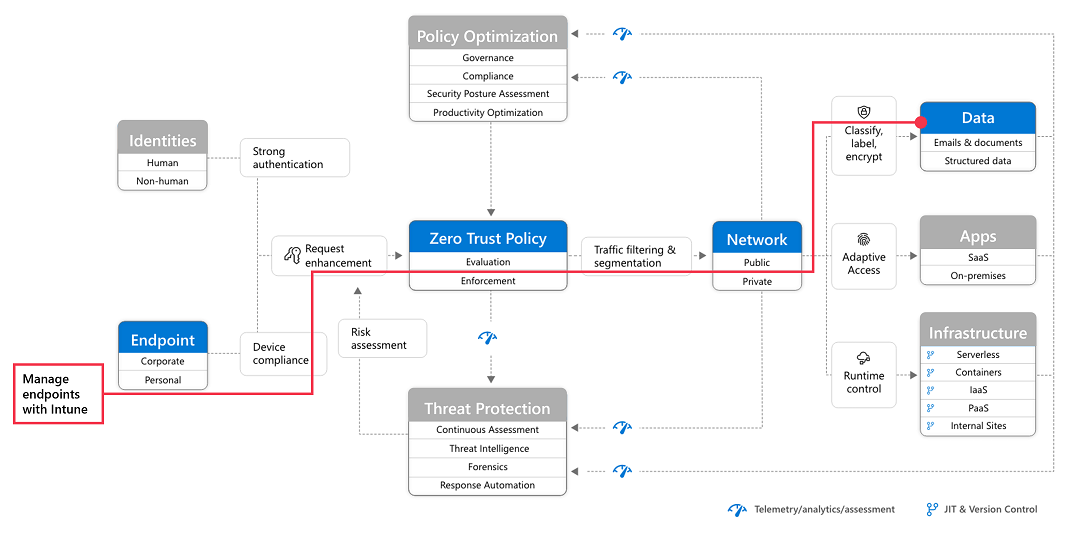 Policy Optimization
Governance
Compliance
Security Posture Assessment
Productivity Optimization
Identities
Human
Non-human
Strong
authentication
Request
enhancement
Zero Trust Policy
Evaluation
Enforcement
Traffic filtering &
segmentation
Network
Public
Private
Classify,
label,
encrypt
Data
Emails & documents
Structured data
Adaptive
Access
Apps
SaaS
On-premises
Endpoint
Corporate
Personal
Device
compliance
Risk
assessment
Manage
endpoints
with Intune
Threat Protection
Continuous Assessment
Threat Intelligence
Forensics
Response Automation
Runtime
control
Infrastructure
Serverless
Containers
IaaS
PaaS
Internal Sites
Telemetry/analytics/assessment
JIT & Version Control